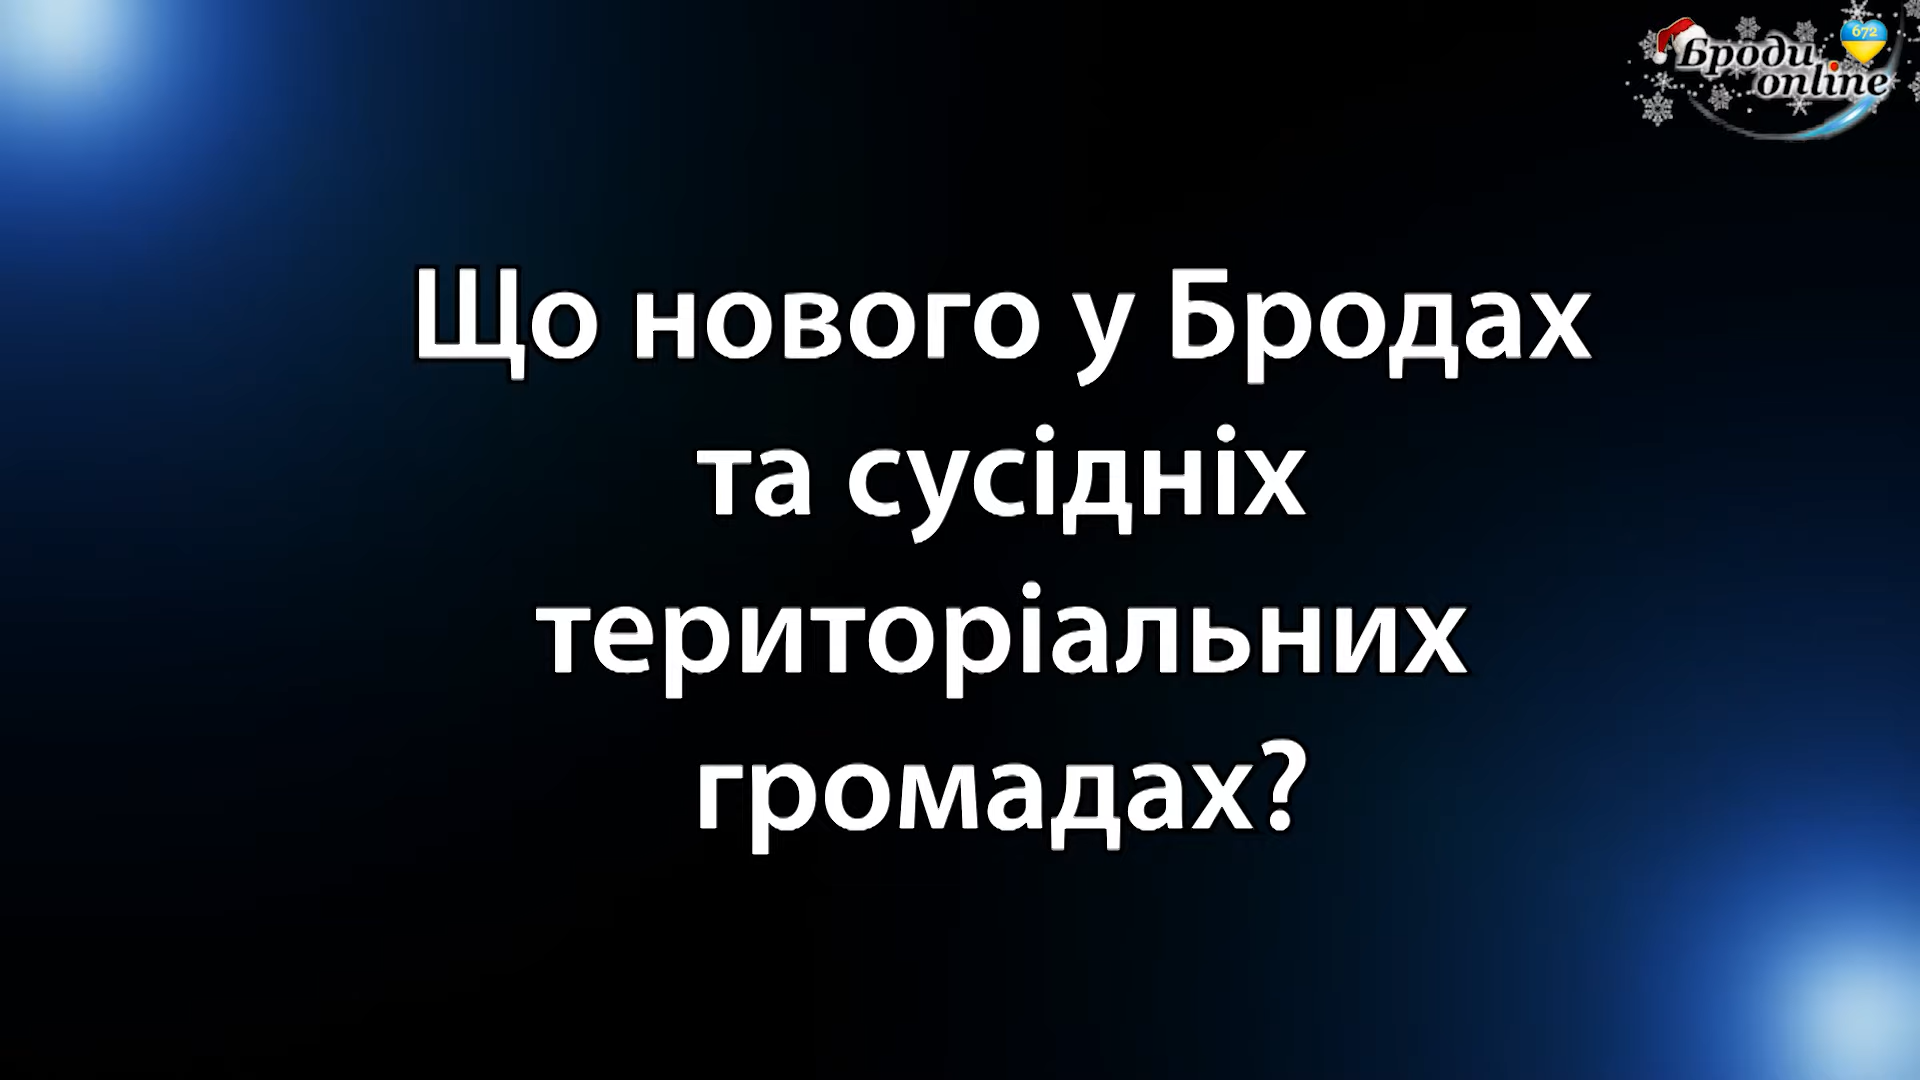 Броди
672
online
Що нового у Бродах
та сусідніх
територіальних
громадах?